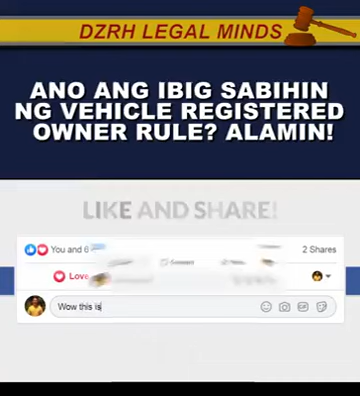 DZRH LEGAL MINDS
ANO ANG IBIG SABIHIN
NG VEHICLE REGISTERED
OWNER RULE? ALAMIN!
LIKE AND SHARE!
You and 6
2 Shares
Love
Wow this is
GIF